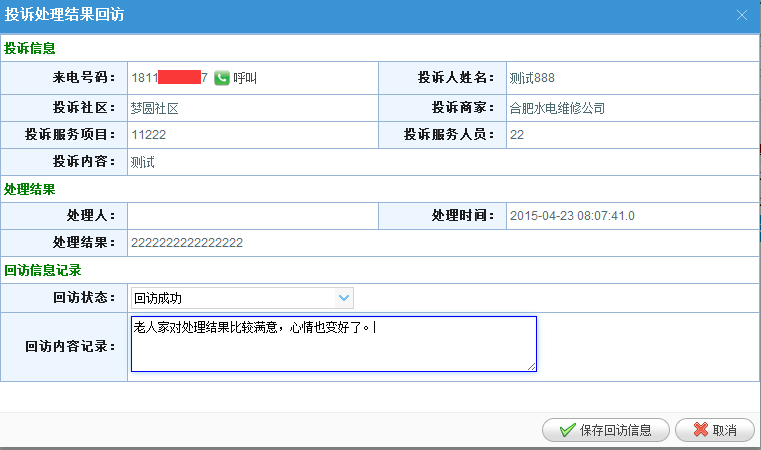 投诉处理结果回访
投诉信息
来电号码： 1811 7 呼叫 投诉人姓名： 测试888
投诉社区： 梦圆社区 投诉商家： 合肥水电维修公司
投诉服务项目： 11222 投诉服务人员： 22
投诉内容： 测试
处理结果
处理人： 处理时间： 2015-04-23 08:07:41.0
处理结果： 2222222222222222
回访信息记录
回访状态： 回访成功
回访内容记录： 老人家对处理结果比较满意，心情也变好了。
保存回访信息 取消